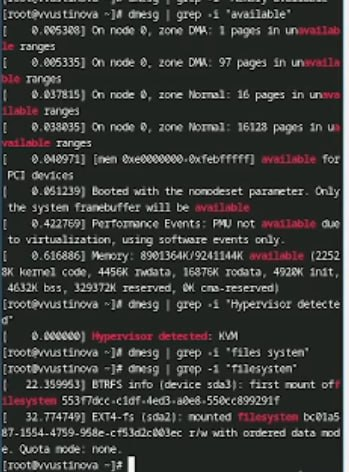 [root@vvustinova ~]# dmesg | grep -i "available"
[    0.005308] On node 0, zone DMA: 1 pages in unavailab
le ranges
[    0.005335] On node 0, zone DMA: 97 pages in unavaila
ble ranges
[    0.037815] On node 0, zone Normal: 16 pages in unava
ilable ranges
[    0.038035] On node 0, zone Normal: 16128 pages in una
vailable ranges
[    0.040971] [mem 0xe0000000-0xfebfffff] available for
PCI devices
[    0.051239] Booted with the nomodeset parameter. Only
the system framebuffer will be available
[    0.422769] Performance Events: PMU not available due
to virtualization, using software events only.
[    0.616886] Memory: 8901364K/9241144K available (2252
8K kernel code, 4456K rwdata, 16876K rodata, 4920K init,
4632K bss, 329372K reserved, 0K cma-reserved)
[root@vvustinova ~]# dmesg | grep -i "Hypervisor detecte
d"
[    0.000000] Hypervisor detected: KVM
[root@vvustinova ~]# dmesg | grep -i "files system"
[root@vvustinova ~]# dmesg | grep -i "filesystem"
[   22.359953] BTRFS info (device sda3): first mount of f
ilesystem 553f7dcc-c1df-4ed3-a0e8-550cc899291f
[   32.774749] EXT4-fs (sda2): mounted filesystem bc01a5
87-1554-4759-958e-cf53d2c003ec r/w with ordered data mod
e. Quota mode: none.
[root@vvustinova ~]#